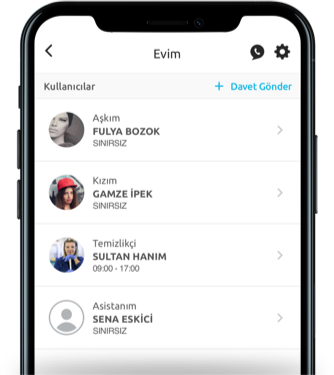 Evim
Kullanıcılar + Davet Gönder
Aşkım
FULYA BOZOK
SINIRSIZ
Kızım
GAMZE İPEK
SINIRSIZ
Temizlikçi
SULTAN HANIM
09:00 - 17:00
Asistanım
SENA ESKİCİ
SINIRSIZ